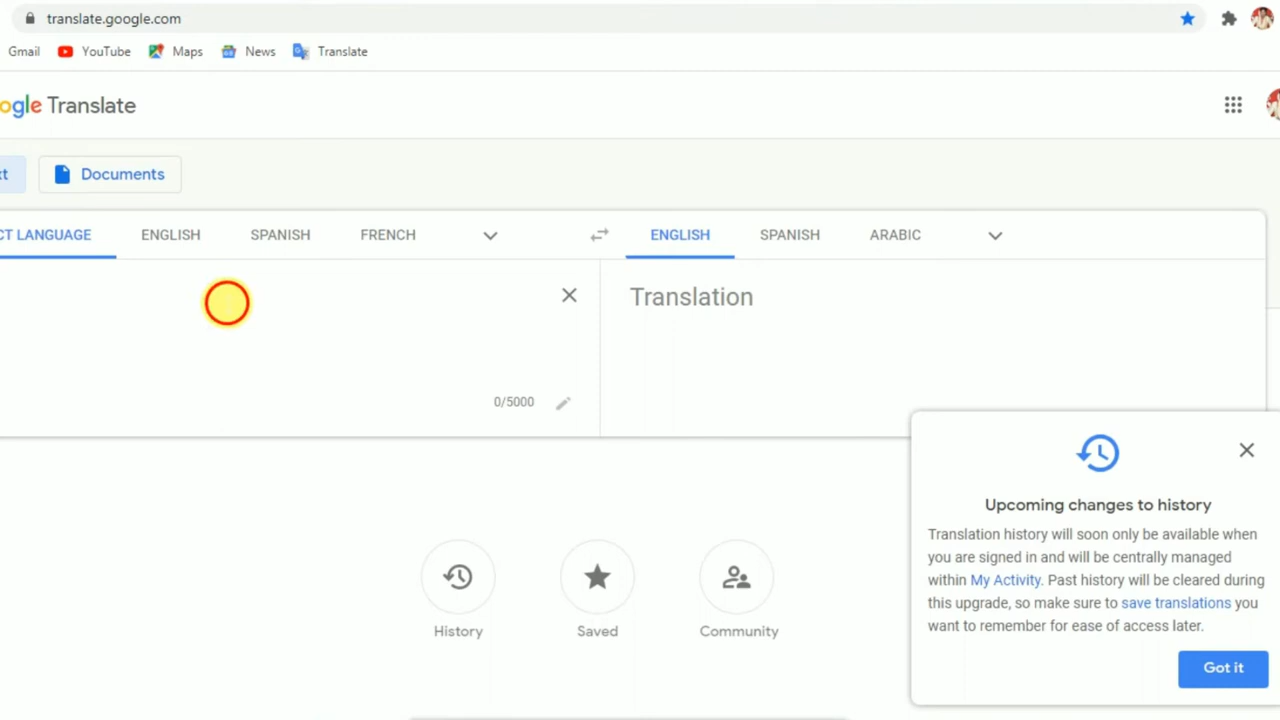 translate.google.com
Gmail YouTube Maps News Translate
ogle Translate
xt Documents
CT LANGUAGE ENGLISH SPANISH FRENCH ENGLISH SPANISH ARABIC
Translation
0/5000
Upcoming changes to history
Translation history will soon only be available when
you are signed in and will be centrally managed
within My Activity. Past history will be cleared during
this upgrade, so make sure to save translations you
want to remember for ease of access later.
Got it
History Saved Community